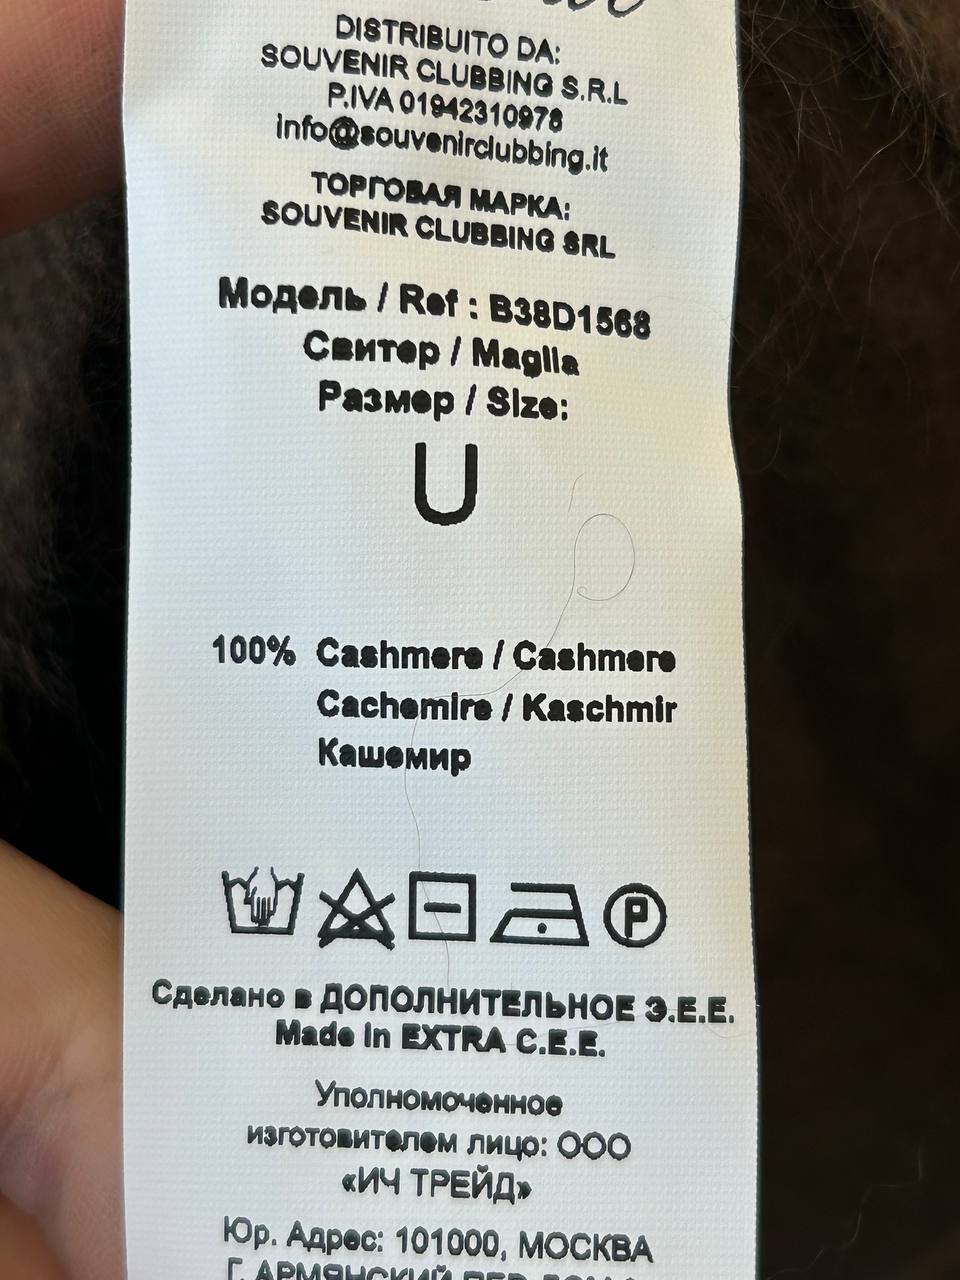 DISTRIBUITO DA:
SOUVENIR CLUBBING S.R.L
P.IVA 01942310978
info@souvenirclubbing.it
ТОРГОВАЯ МАРКА:
SOUVENIR CLUBBING SRL
Модель / Ref : B38D1568
Свитер / Maglia
Размер / Size:
U
100% Cashmere / Cashmere
Cachemire / Kaschmir
Кашемир
P
Сделано в ДОПОЛНИТЕЛЬНОЕ Э.Е.Е.
Made in EXTRA C.E.E.
Уполномоченное
изготовителем лицо: ООО
«ИЧ ТРЕЙД»
Юр. Адрес: 101000, МОСКВА
Г. АРМЯНСКИЙ ПЕР